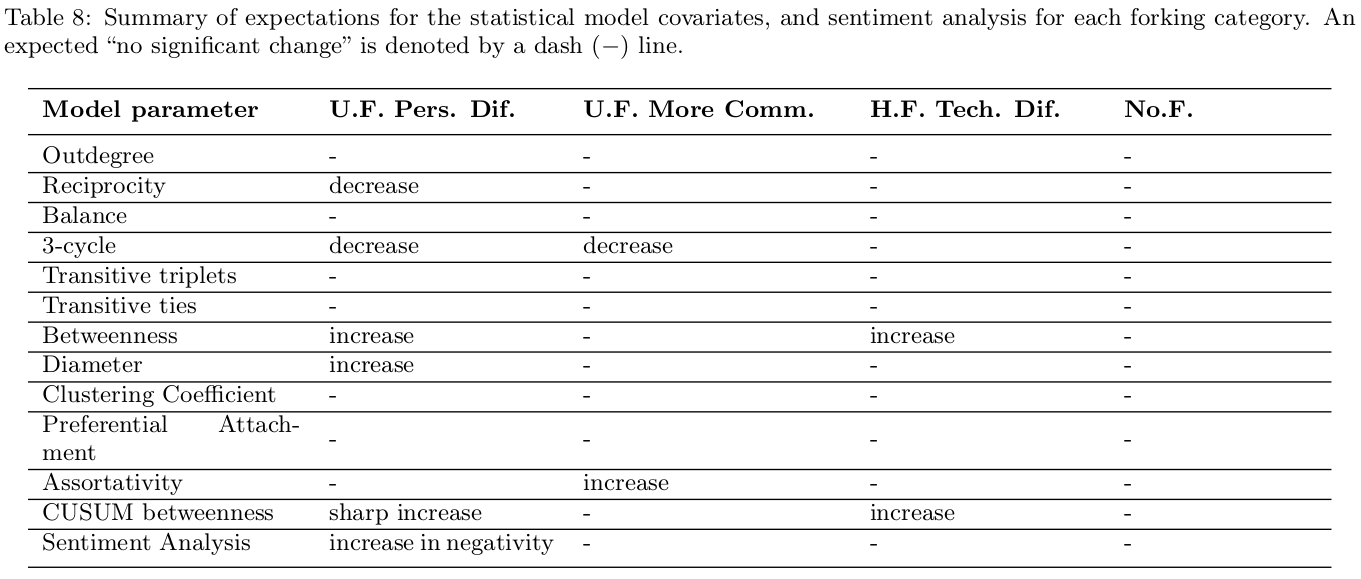 Table 8: Summary of expectations for the statistical model covariates, and sentiment analysis for each forking category. An
expected “no significant change” is denoted by a dash (−) line.
Model parameter U.F. Pers. Dif. U.F. More Comm. H.F. Tech. Dif. No.F.
Outdegree - - - -
Reciprocity decrease - - -
Balance - - - -
3-cycle decrease decrease - -
Transitive triplets - - - -
Transitive ties - - - -
Betweenness increase - increase -
Diameter increase - - -
Clustering Coefficient - - - -
Preferential Attach-
ment - - - -
Assortativity - increase - -
CUSUM betweenness sharp increase - increase -
Sentiment Analysis increase in negativity - - -